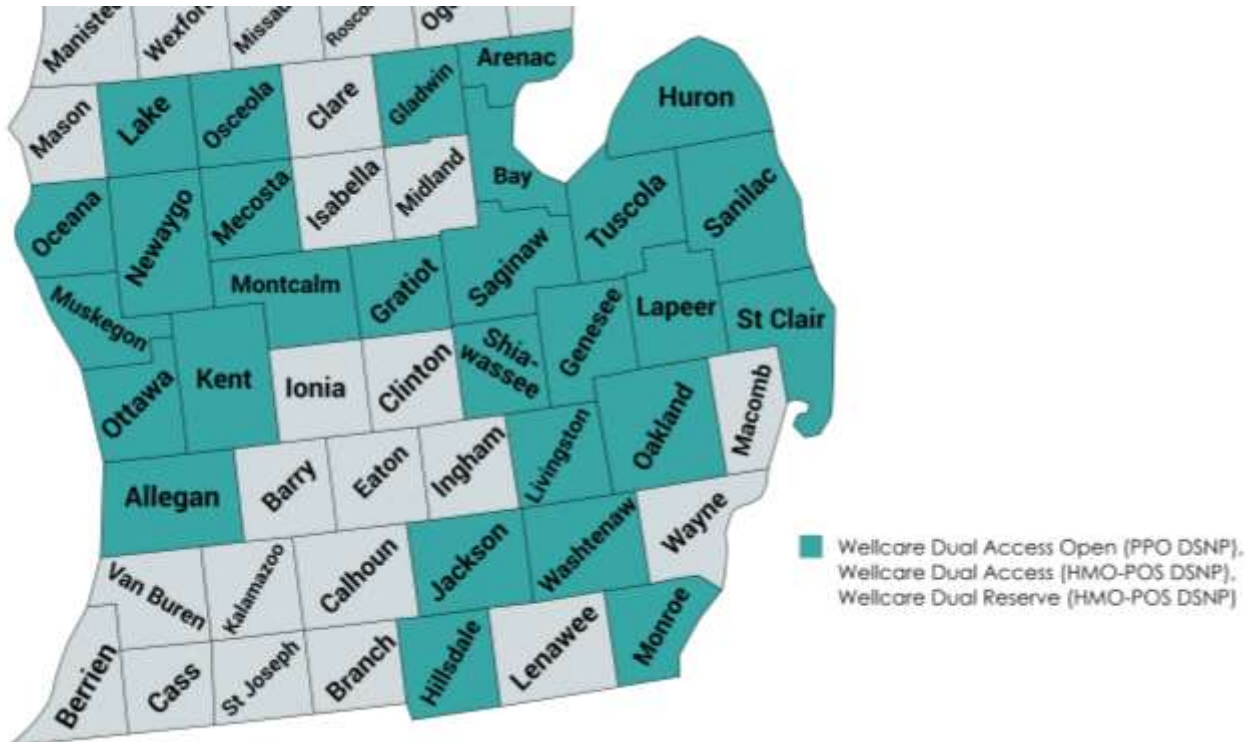 Manistee
Wexford
Missau
Rosco
Oge
Mason
Lake
Osceola
Clare
Gladwin
Arenac
Huron
Oceana
Newaygo
Mecosta
Isabella
Midland
Bay
Tuscola
Sanilac
Muskegon
Montcalm
Gratiot
Saginaw
Genesee
Lapeer
St Clair
Ottawa
Kent
Ionia
Clinton
Shia-
wassee
Livingston
Oakland
Macomb
Allegan
Barry
Eaton
Ingham
Van Buren
Kalamazoo
Calhoun
Jackson
Washtenaw
Wayne
Berrien
Cass
St Joseph
Branch
Hillsdale
Lenawee
Monroe
Wellcare Dual Access Open (PPO DSNP),
Wellcare Dual Access (HMO-POS DSNP),
Wellcare Dual Reserve (HMO-POS DSNP)